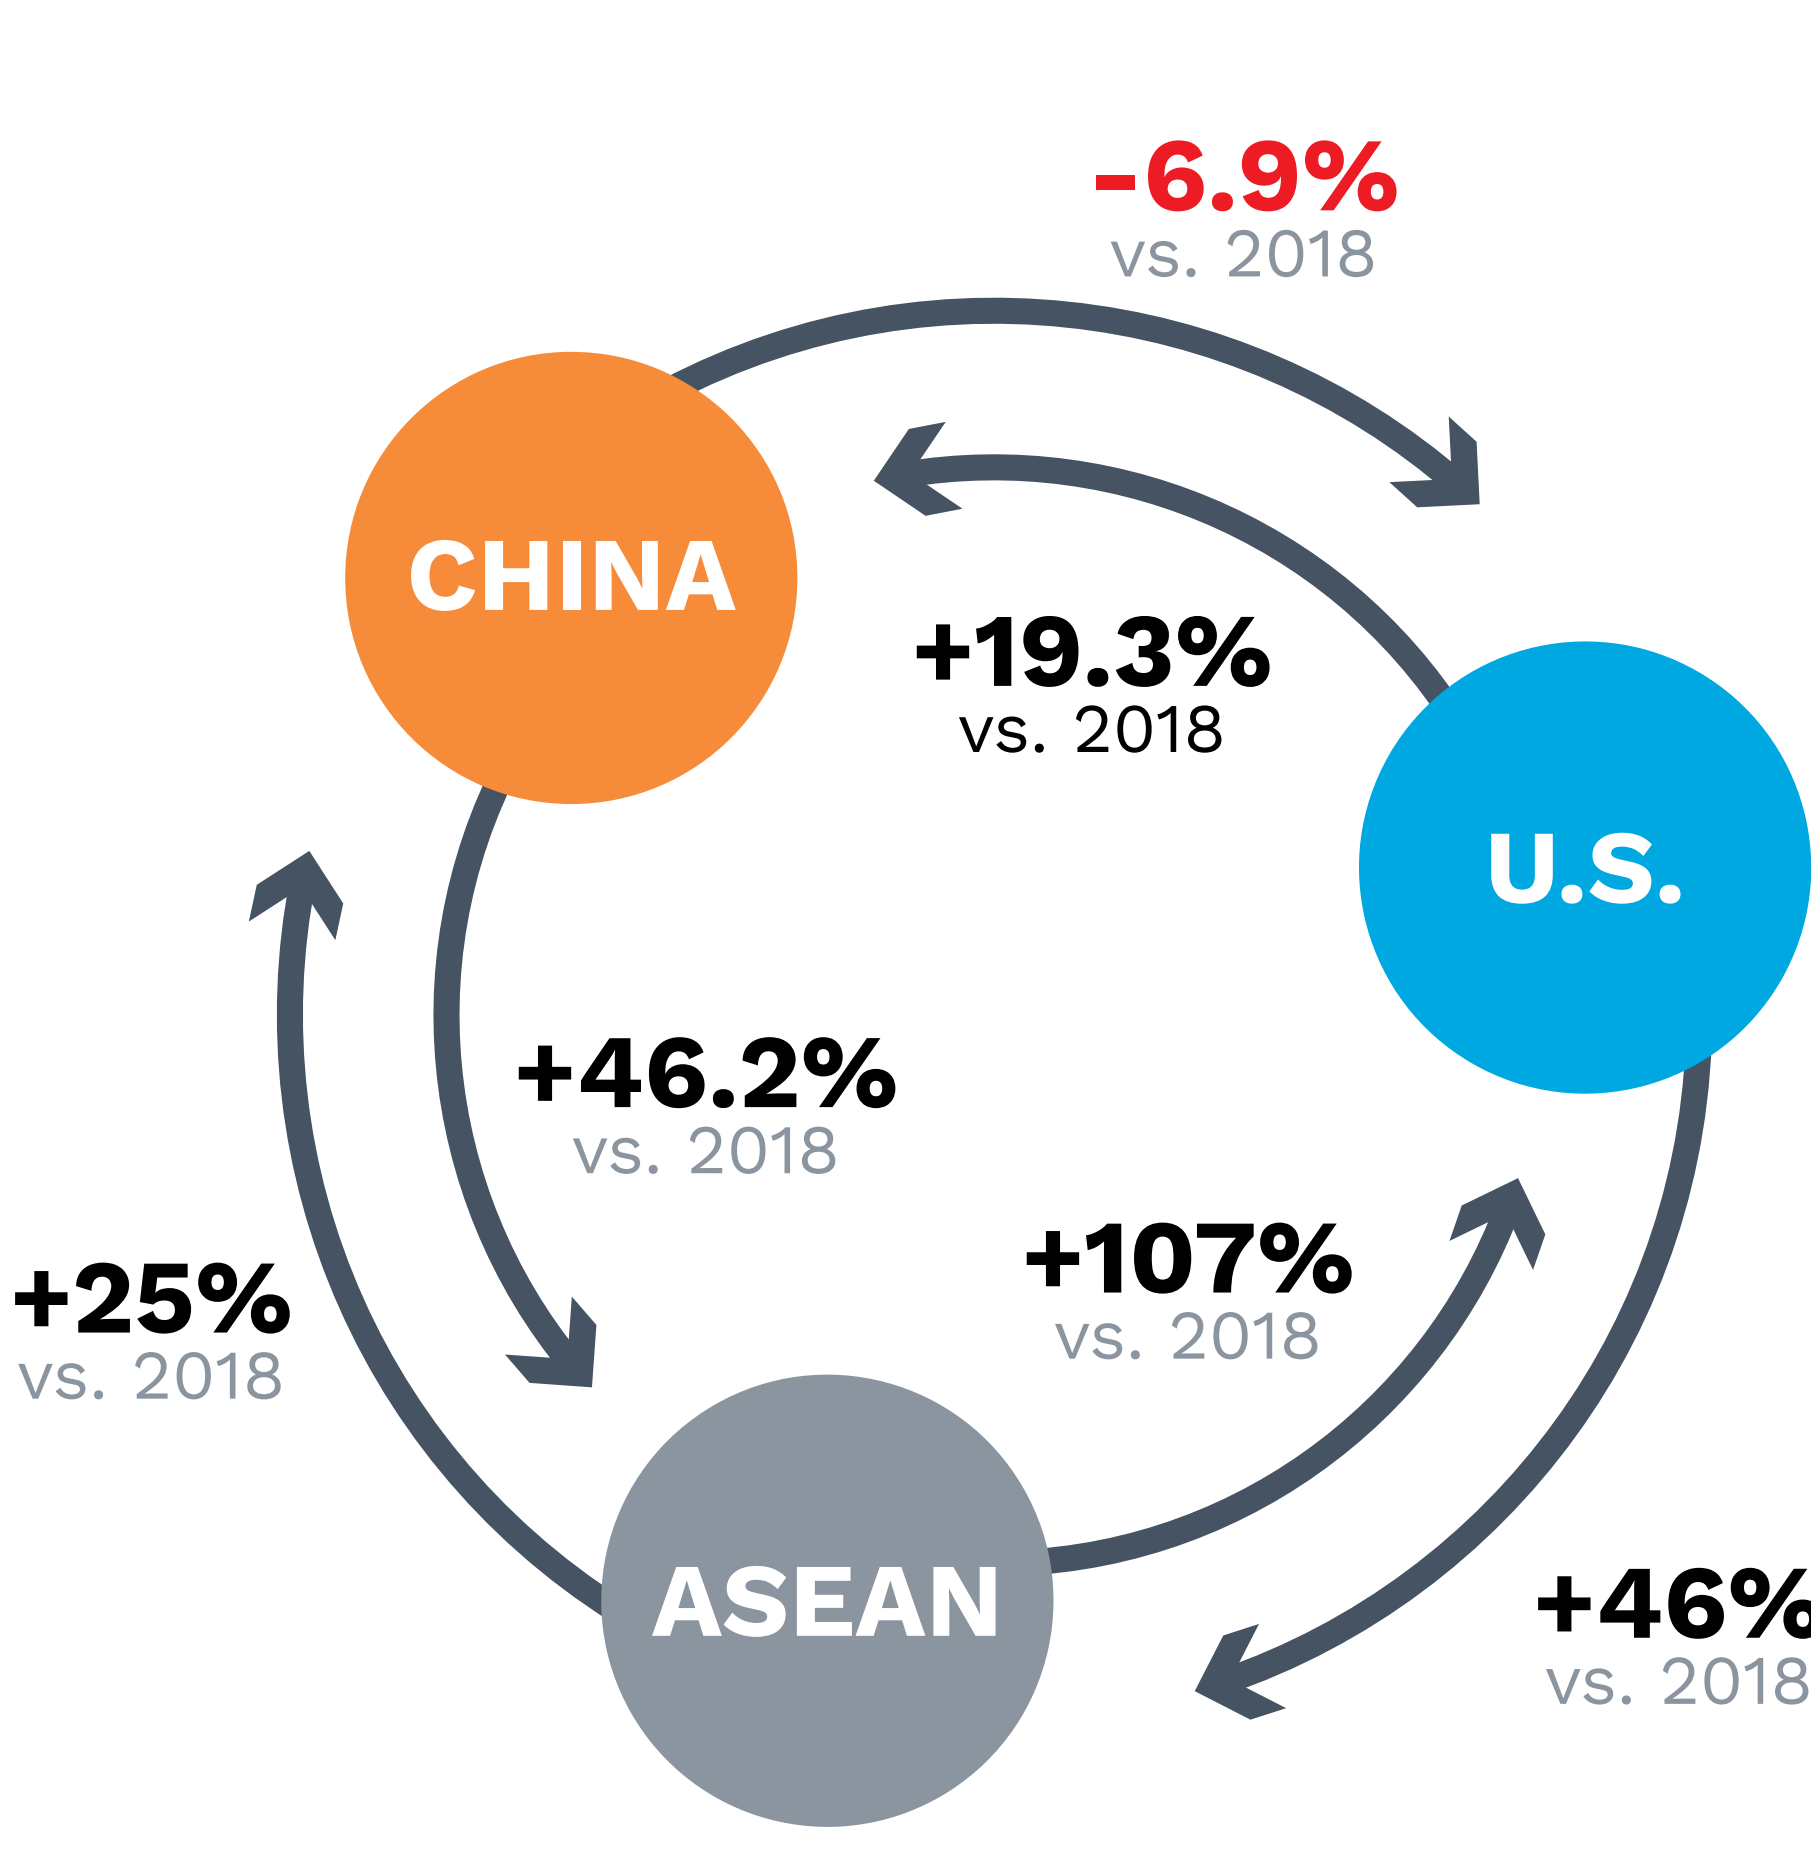 -6.9%
vs. 2018
CHINA
+19.3%
vs. 2018
U.S.
+46.2%
vs. 2018
+107%
vs. 2018
+25%
vs. 2018
ASEAN
+46%
vs. 2018